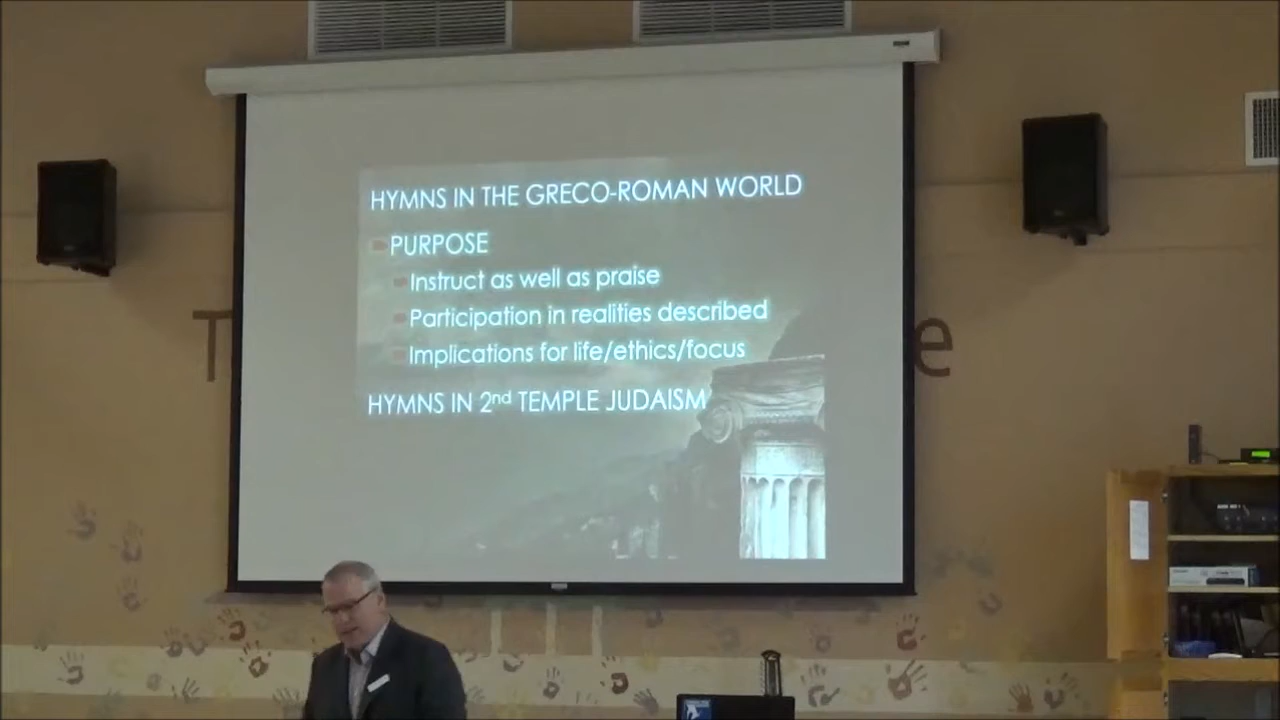 HYMNS IN THE GRECO-ROMAN WORLD
PURPOSE
Instruct as well as praise
Participation in realities described
Implications for life/ethics/focus
HYMNS IN 2nd TEMPLE JUDAISM
T
e